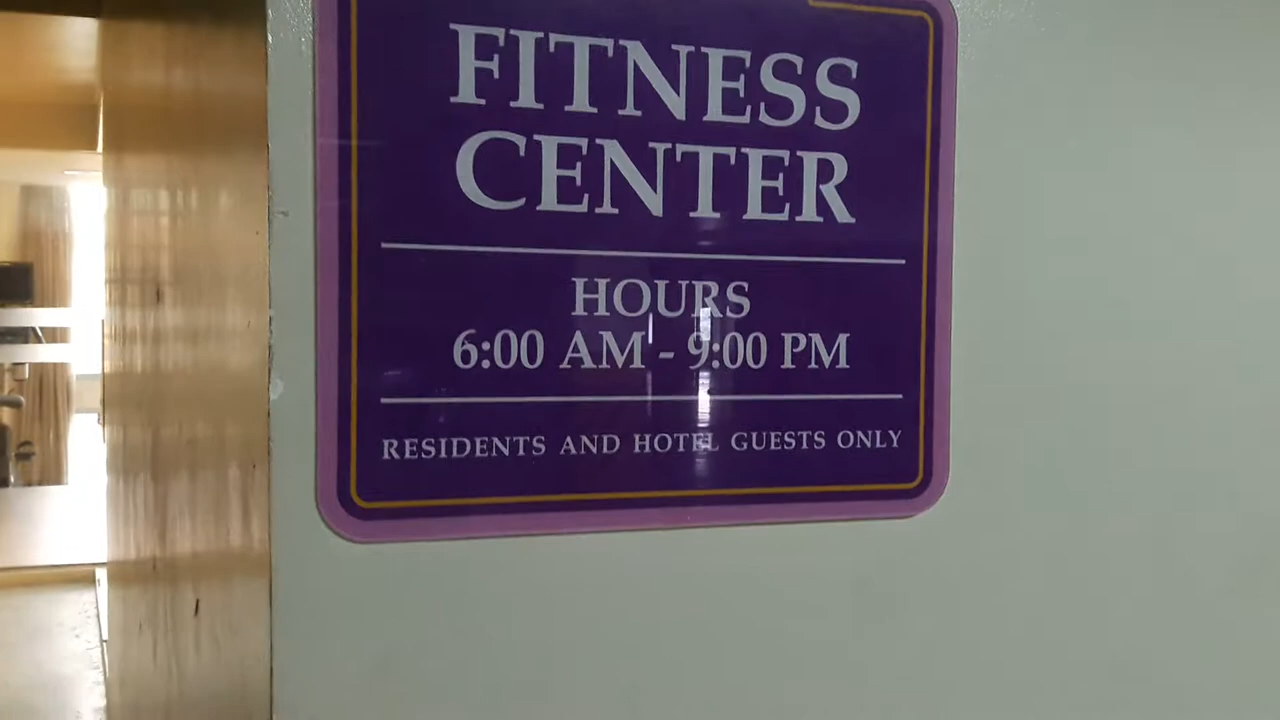 FITNESS
CENTER
HOURS
6:00 AM - 9:00 PM
RESIDENTS AND HOTEL GUESTS ONLY